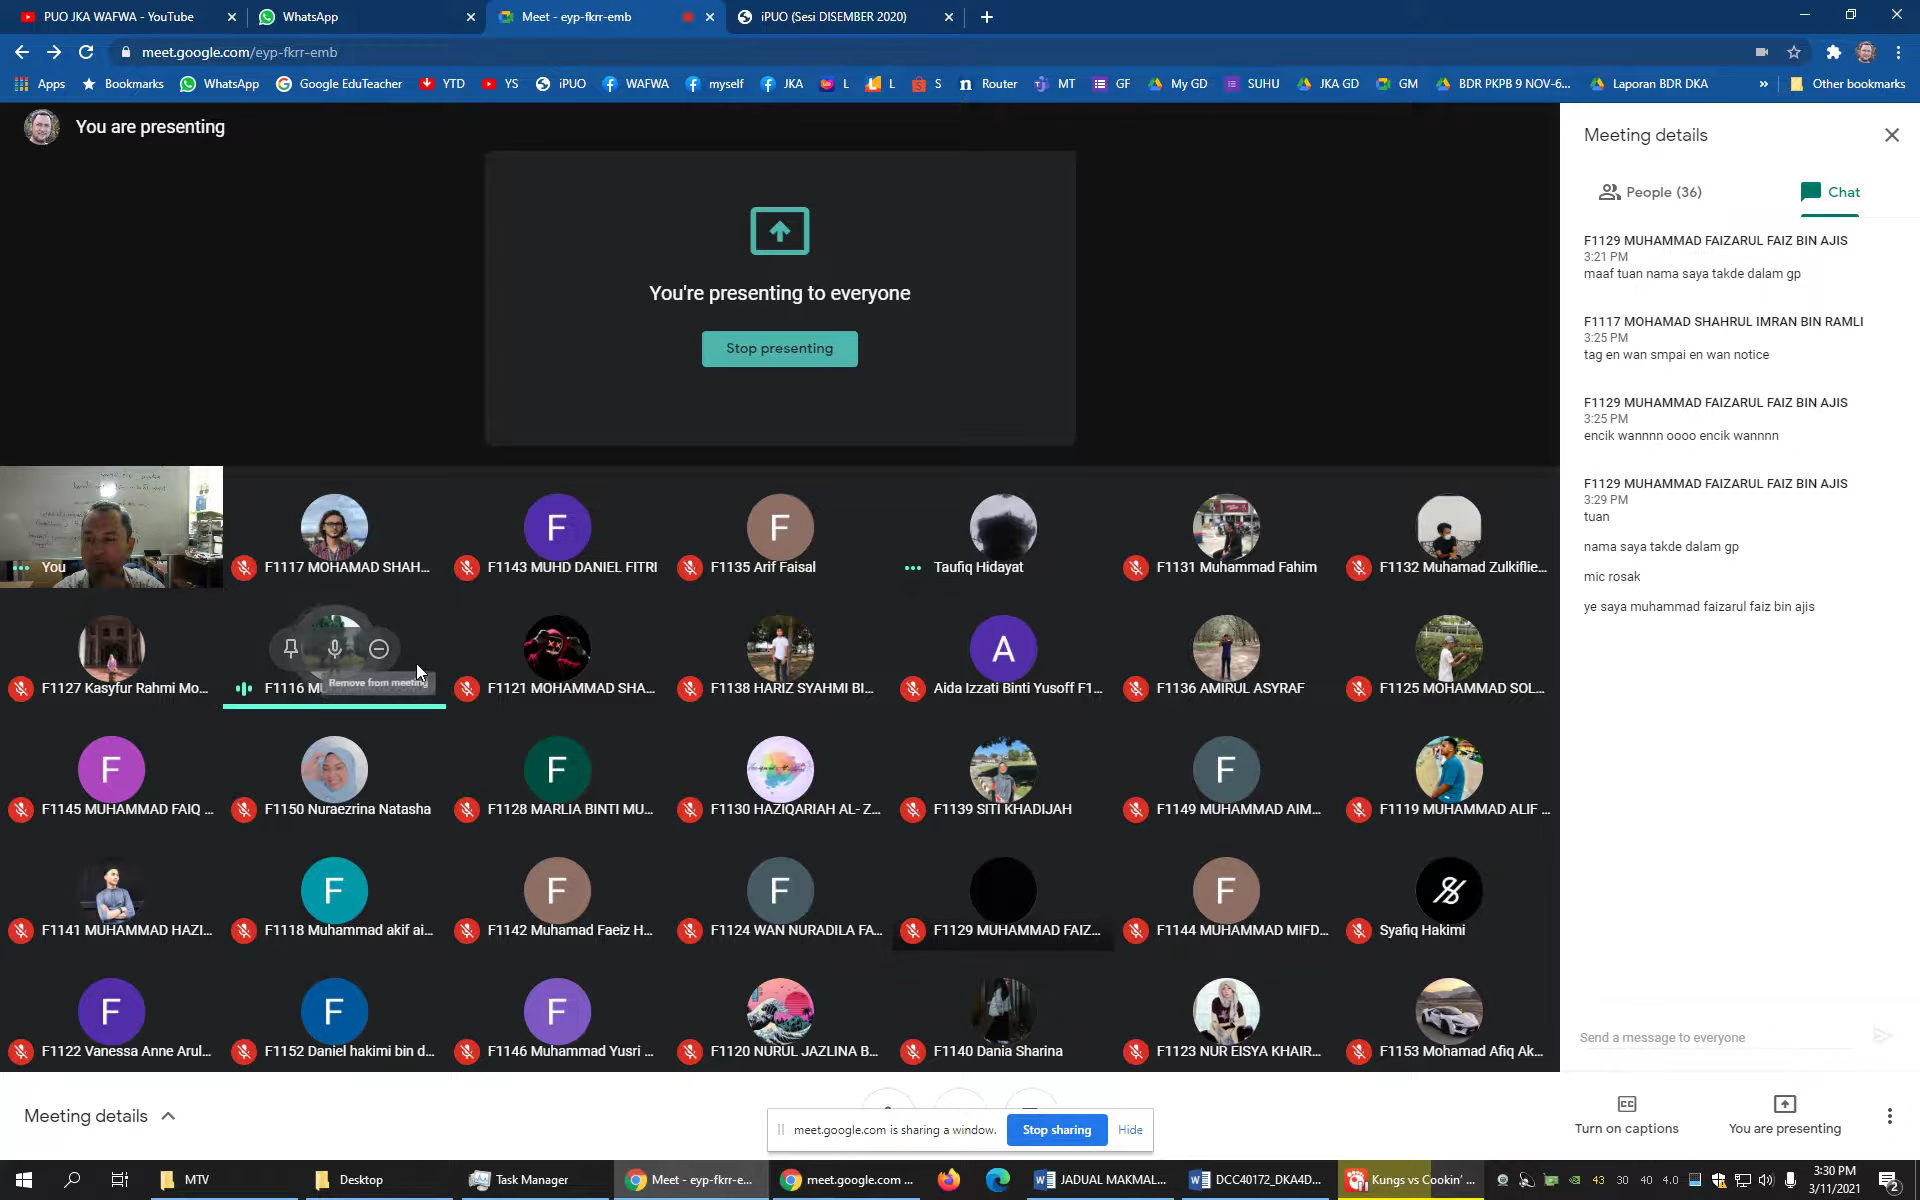 PUO JKA WAFWA - YouTube
WhatsApp
Meet - eyp-fkrr-emb
iPUO (Sesi DISEMBER 2020)
meet.google.com/eyp-fkrr-emb
Apps
Bookmarks
WhatsApp
Google EduTeacher
YTD
YS
iPUO
WAFWA
myself
JKA
L
L
S
Router
MT
GF
My GD
SUHU
JKA GD
GM
BDR PKPB 9 NOV-6...
Laporan BDR DKA
»
Other bookmarks
You are presenting
You're presenting to everyone
Stop presenting
Meeting details
People (36)
Chat
F1129 MUHAMMAD FAIZARUL FAIZ BIN AJIS
3:21 PM
maaf tuan nama saya takde dalam gp
F1117 MOHAMAD SHAHRUL IMRAN BIN RAMLI
3:25 PM
tag en wan smpai en wan notice
F1129 MUHAMMAD FAIZARUL FAIZ BIN AJIS
3:25 PM
encik wannnn oooo encik wannnn
F1129 MUHAMMAD FAIZARUL FAIZ BIN AJIS
3:29 PM
tuan
nama saya takde dalam gp
mic rosak
ye saya muhammad faizarul faiz bin ajis
Send a message to everyone
You
F1117 MOHAMAD SHAH...
F
F1143 MUHD DANIEL FITRI
F
F1135 Arif Faisal
Taufiq Hidayat
F1131 Muhammad Fahim
F1132 Muhamad Zulkiflie...
F1127 Kasyfur Rahmi Mo...
F1116 MU
Remove from meeting
F1121 MOHAMMAD SHA...
F1138 HARIZ SYAHMI BI...
A
Aida Izzati Binti Yusoff F1...
F1136 AMIRUL ASYRAF
F1125 MOHAMMAD SOL...
F
F1145 MUHAMMAD FAIQ ...
F1150 Nuraezrina Natasha
F
F1128 MARLIA BINTI MU...
F1130 HAZIQARIAH AL- Z...
F1139 SITI KHADIJAH
F
F1149 MUHAMMAD AIM...
F1119 MUHAMMAD ALIF ...
F1141 MUHAMMAD HAZI...
F
F1118 Muhammad akif ai...
F
F1142 Muhamad Faeiz H...
F
F1124 WAN NURADILA FA...
F1129 MUHAMMAD FAIZ...
F
F1144 MUHAMMAD MIFD...
Syafiq Hakimi
F
F1122 Vanessa Anne Arul...
F
F1152 Daniel hakimi bin d...
F
F1146 Muhammad Yusri ...
F1120 NURUL JAZLINA B...
F1140 Dania Sharina
F1123 NUR EISYA KHAIR...
F1153 Mohamad Afiq Ak...
Meeting details
meet.google.com is sharing a window.
Stop sharing
Hide
Turn on captions
You are presenting
MTV
Desktop
Task Manager
Meet - eyp-fkrr-e...
meet.google.com ...
JADUAL MAKMAL...
DCC40172_DKA4D...
Kungs vs Cookin' ...
43
30
40
4.0
3:30 PM
3/11/2021
2